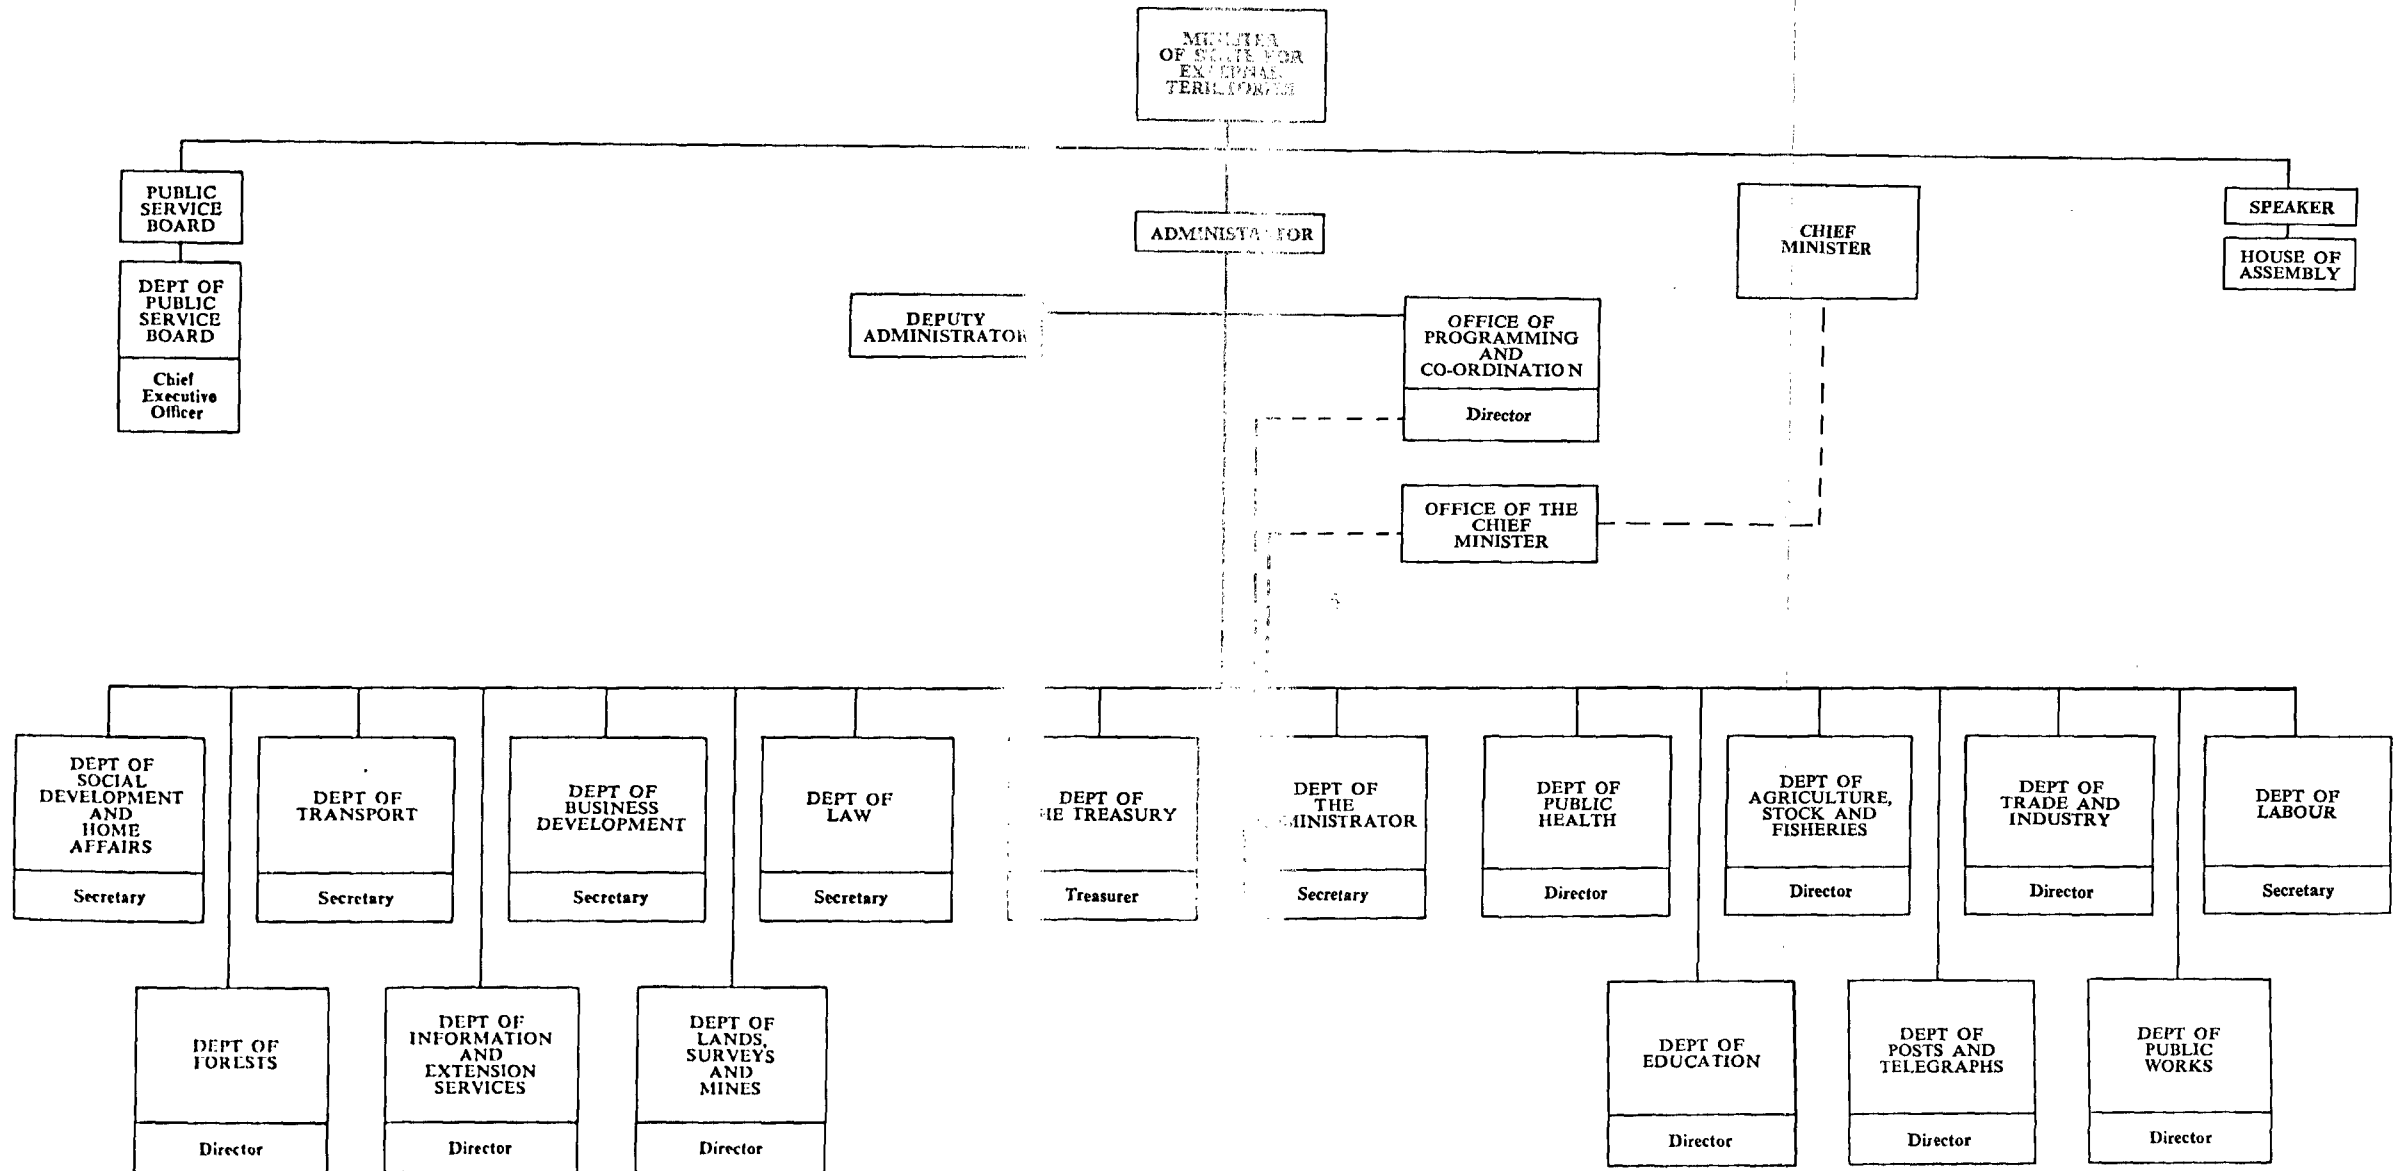 OF STATE FOR
EXTERNAL
PUBLIC
SERVICE
BOARD
DEPT OF
PUBLIC
SERVICE
BOARD
Chief
Executive
Officer
ADMINISTRATOR
DEPUTY
ADMINISTRATOR
OFFICE OF
PROGRAMMING
AND
CO-ORDINATION
Director
OFFICE OF THE
CHIEF
MINISTER
CHIEF
MINISTER
SPEAKER
HOUSE OF
ASSEMBLY
DEPT OF
SOCIAL
DEVELOPMENT
AND
HOME
AFFAIRS
Secretary
DEPT OF
TRANSPORT
Secretary
DEPT OF
BUSINESS
DEVELOPMENT
Secretary
DEPT OF
LAW
Secretary
DEPT OF
TREASURY
Treasurer
DEPT OF
THE
MINISTRATOR
Secretary
DEPT OF
PUBLIC
HEALTH
Director
DEPT OF
AGRICULTURE,
STOCK AND
FISHERIES
Director
DEPT OF
TRADE AND
INDUSTRY
Director
DEPT OF
LABOUR
Secretary
DEPT OF
FORESTS
Director
DEPT OF
INFORMATION
AND
EXTENSION
SERVICES
Director
DEPT OF
LANDS,
SURVEYS
AND
MINES
Director
DEPT OF
EDUCATION
Director
DEPT OF
POSTS AND
TELEGRAPHS
Director
DEPT OF
PUBLIC
WORKS
Director